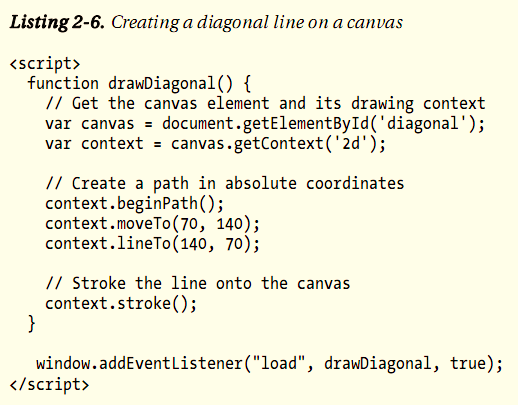 Listing 2-6. Creating a diagonal line on a canvas
<script>
function drawDiagonal() {
// Get the canvas element and its drawing context
var canvas = document.getElementById('diagonal');
var context = canvas.getContext('2d');
// Create a path in absolute coordinates
context.beginPath();
context.moveTo(70, 140);
context.lineTo(140, 70);
// Stroke the line onto the canvas
context.stroke();
}
window.addEventListener("load", drawDiagonal, true);
</script>